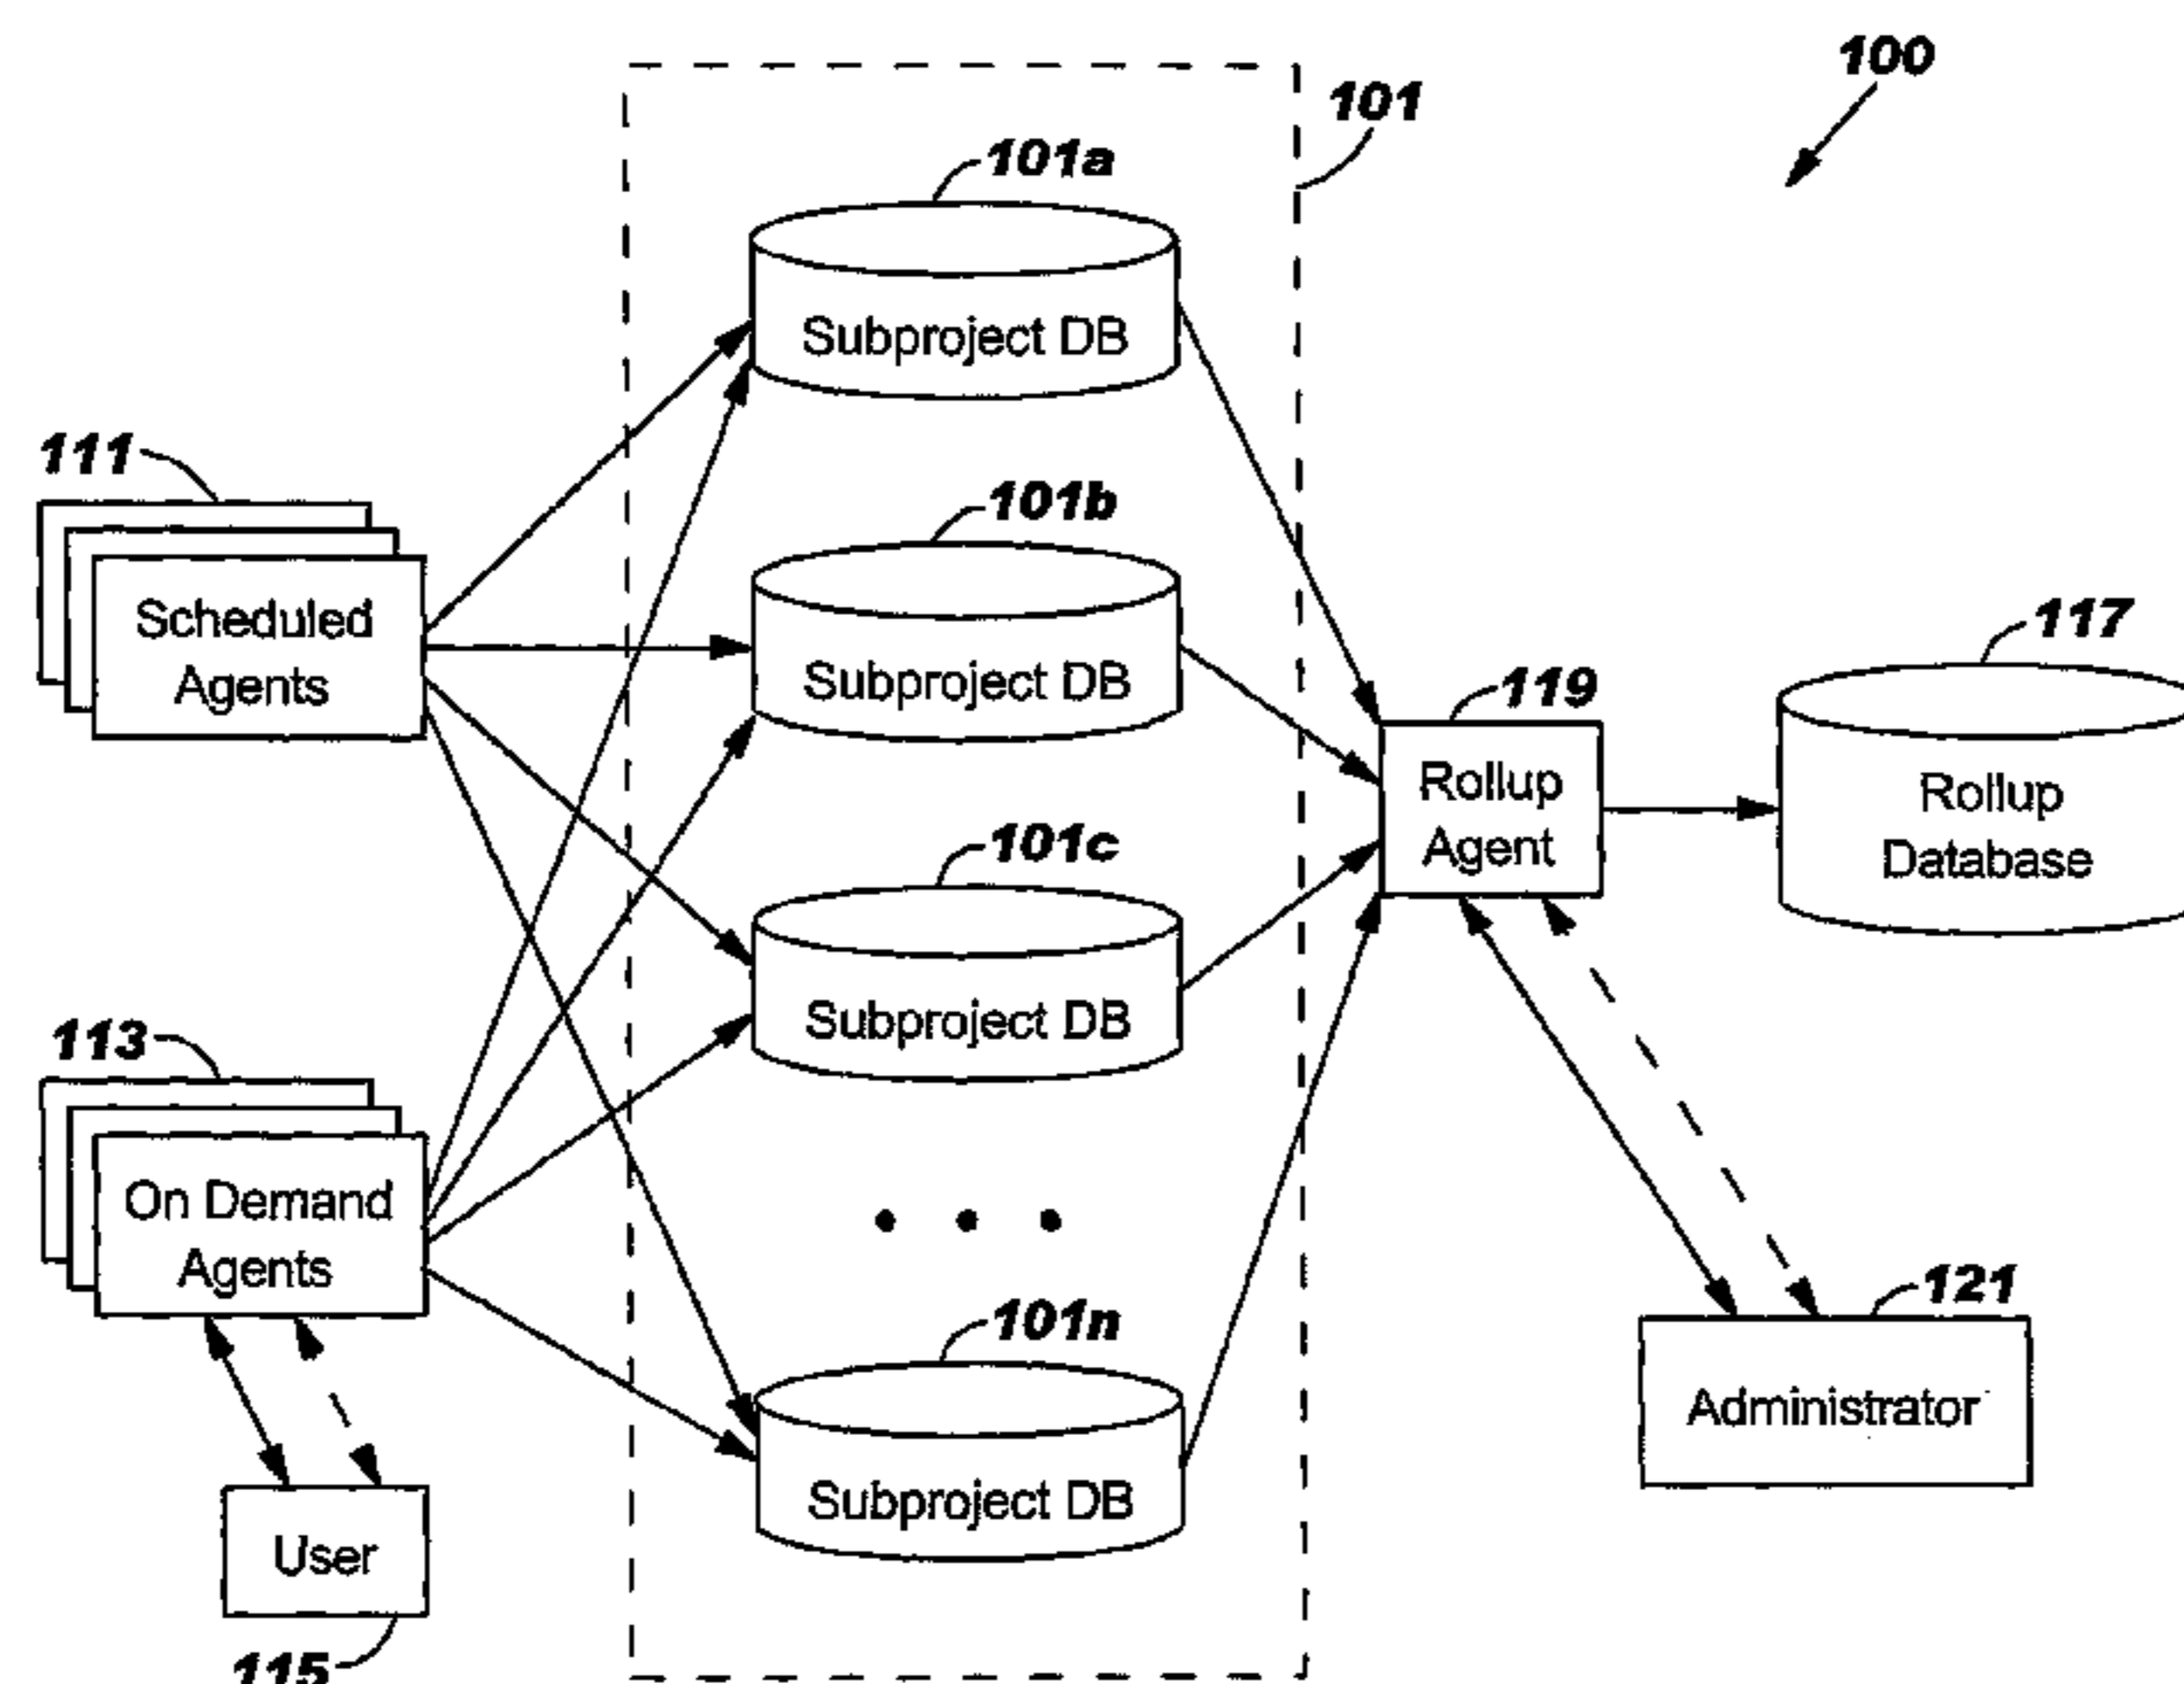 100
101
101a
Subproject DB
111
Scheduled
Agents
101b
Subproject DB
117
Rollup
Database
119
Rollup
Agent
101c
Subproject DB
113
On Demand
Agents
101n
Subproject DB
121
Administrator
User
115